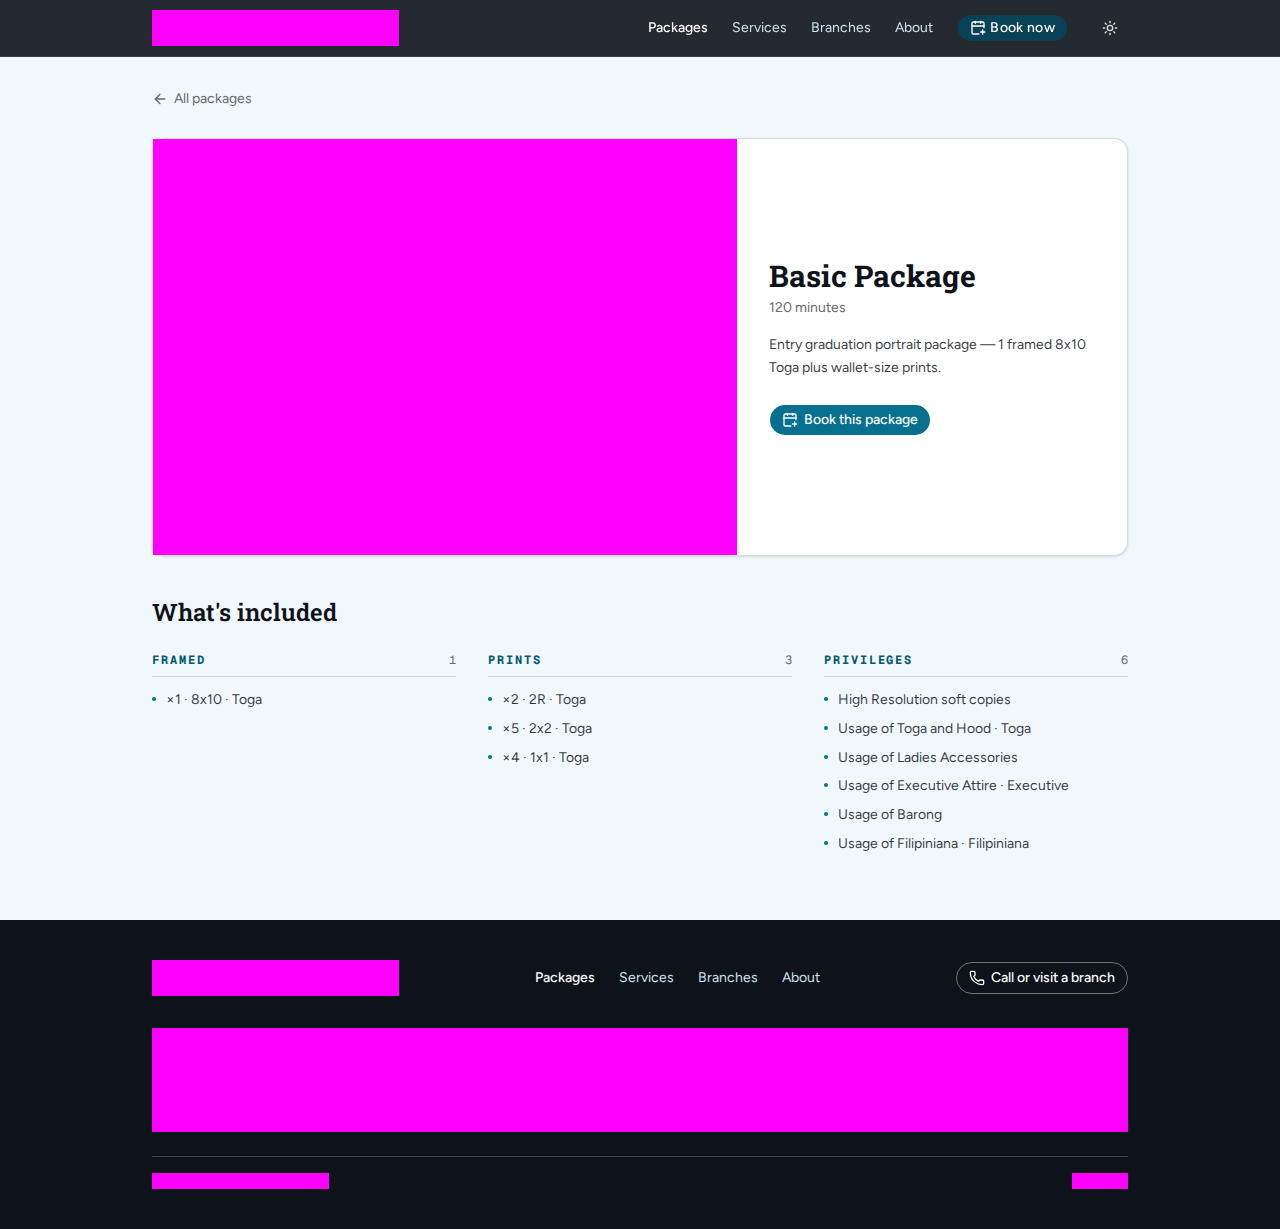 Packages
Services
Branches
About
Book now
All packages
Basic Package
120 minutes
Entry graduation portrait package — 1 framed 8x10
Toga plus wallet-size prints.
Book this package
What's included
FRAMED 1
×1 · 8x10 · Toga
PRINTS 3
×2 · 2R · Toga
×5 · 2x2 · Toga
×4 · 1x1 · Toga
PRIVILEGES 6
High Resolution soft copies
Usage of Toga and Hood · Toga
Usage of Ladies Accessories
Usage of Executive Attire · Executive
Usage of Barong
Usage of Filipiniana · Filipiniana
Packages
Services
Branches
About
Call or visit a branch